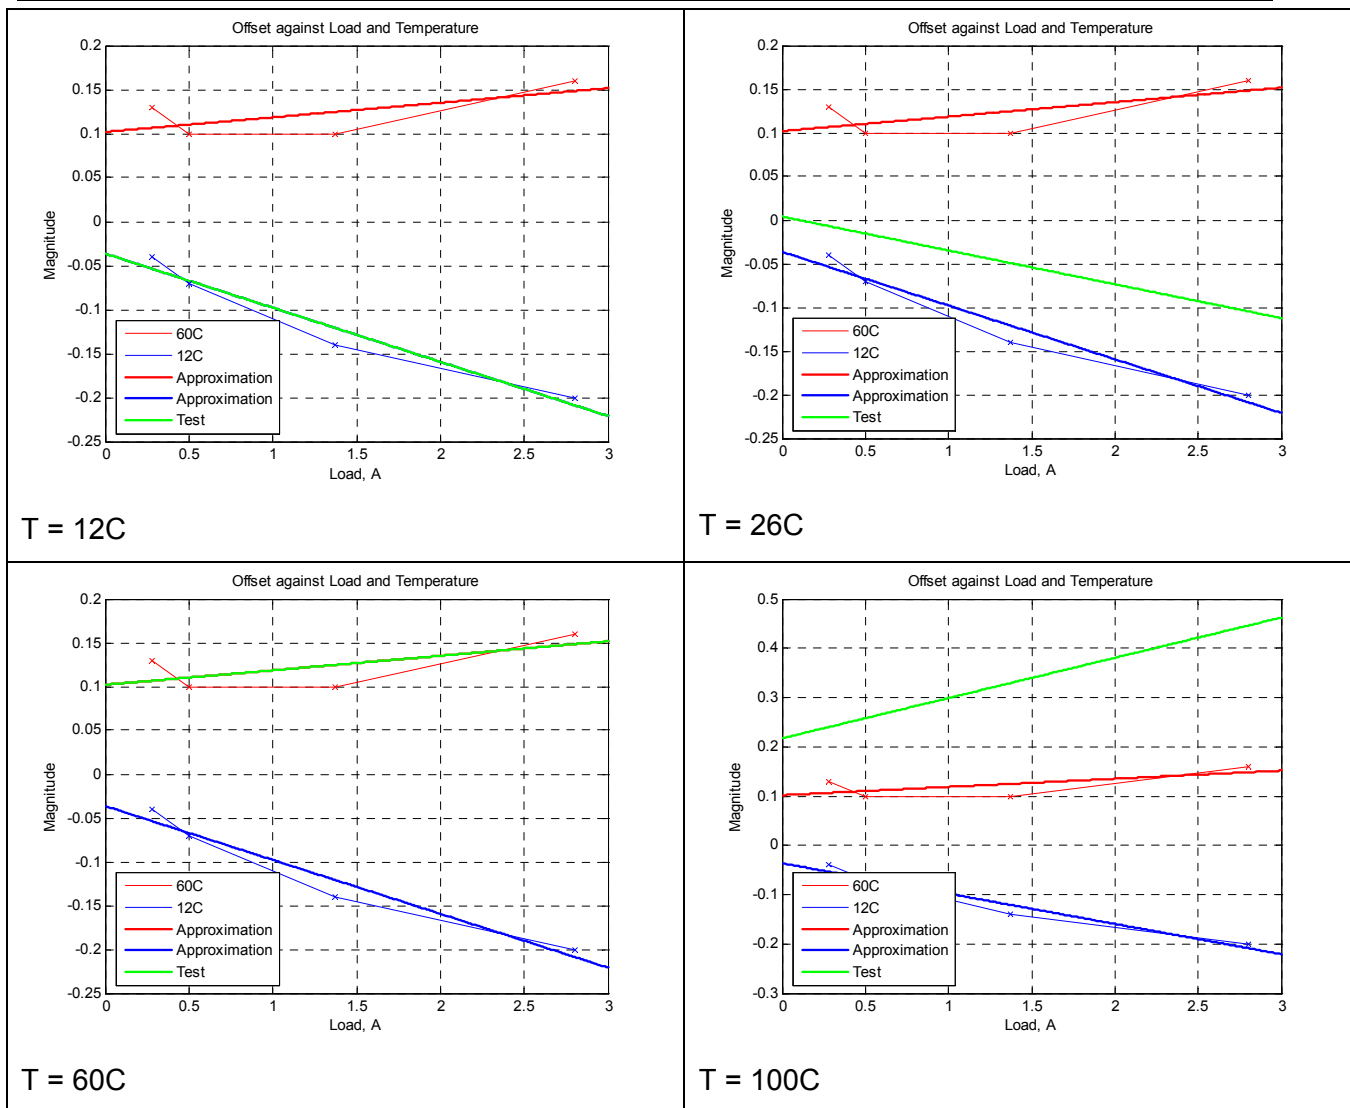 Offset against Load and Temperature
0.2
0.15
0.1
0.05
0
-0.05
-0.1
-0.15
-0.2
-0.25
Magnitude
60C
12C
Approximation
Approximation
Test
0 0.5 1 1.5 2 2.5 3
Load, A
T = 12C
Offset against Load and Temperature
0.2
0.15
0.1
0.05
0
-0.05
-0.1
-0.15
-0.2
-0.25
Magnitude
60C
12C
Approximation
Approximation
Test
0 0.5 1 1.5 2 2.5 3
Load, A
T = 26C
Offset against Load and Temperature
0.2
0.15
0.1
0.05
0
-0.05
-0.1
-0.15
-0.2
-0.25
Magnitude
60C
12C
Approximation
Approximation
Test
0 0.5 1 1.5 2 2.5 3
Load, A
T = 60C
Offset against Load and Temperature
0.5
0.4
0.3
0.2
0.1
0
-0.1
-0.2
-0.3
Magnitude
60C
12C
Approximation
Approximation
Test
0 0.5 1 1.5 2 2.5 3
Load, A
T = 100C